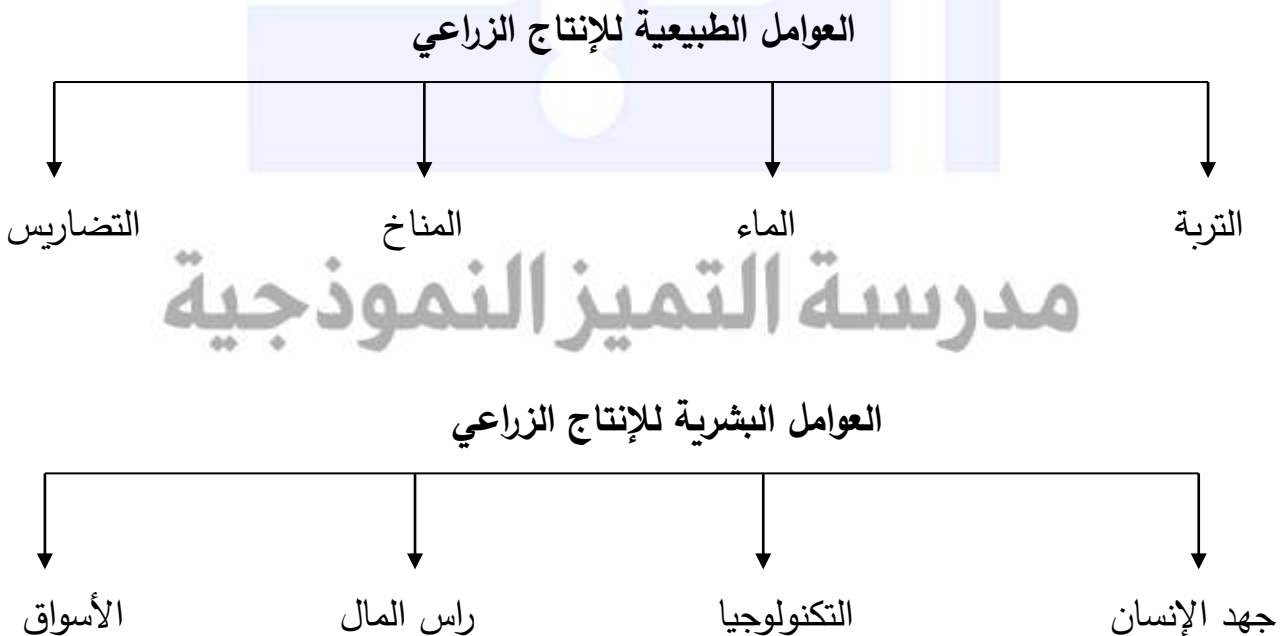 العوامل الطبيعية للإنتاج الزراعي
التربة الماء المناخ التضاريس
مدرسة التميز النموذجية
العوامل البشرية للإنتاج الزراعي
جهد الإنسان التكنولوجيا راس المال الأسواق